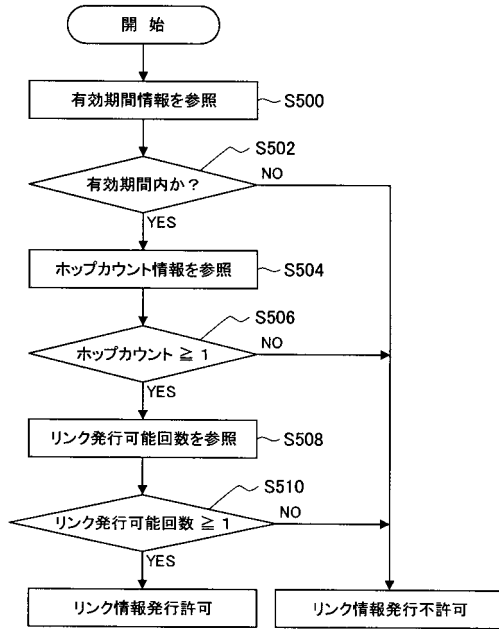 開 始
有効期間情報を参照
S500
S502
有効期間内か？
NO
YES
ホップカウント情報を参照
S504
S506
ホップカウント ≧ 1
NO
YES
リンク発行可能回数を参照
S508
S510
リンク発行可能回数 ≧ 1
NO
YES
リンク情報発行許可
リンク情報発行不許可